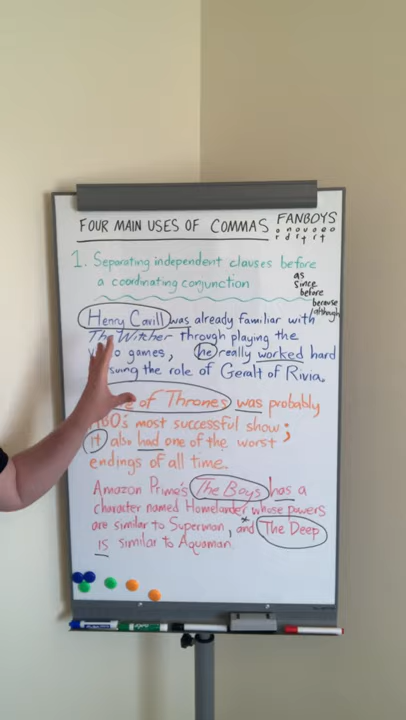 FOUR MAIN USES OF COMMAS FANBOYS
1. Separating independent clauses before
a coordinating conjunction
as
since
before
because
/although
Henry Cavill was already familiar with
The Witcher through playing the
games, he really worked hard
the role of Geralt of Rivia.
of Thrones was probably
HBO's most successful show;
it also had one of the worst
endings of all time.
Amazon Prime's The Boys has a
character named Homelander whose powers
are similar to Superman, and The Deep
is similar to Aquaman.